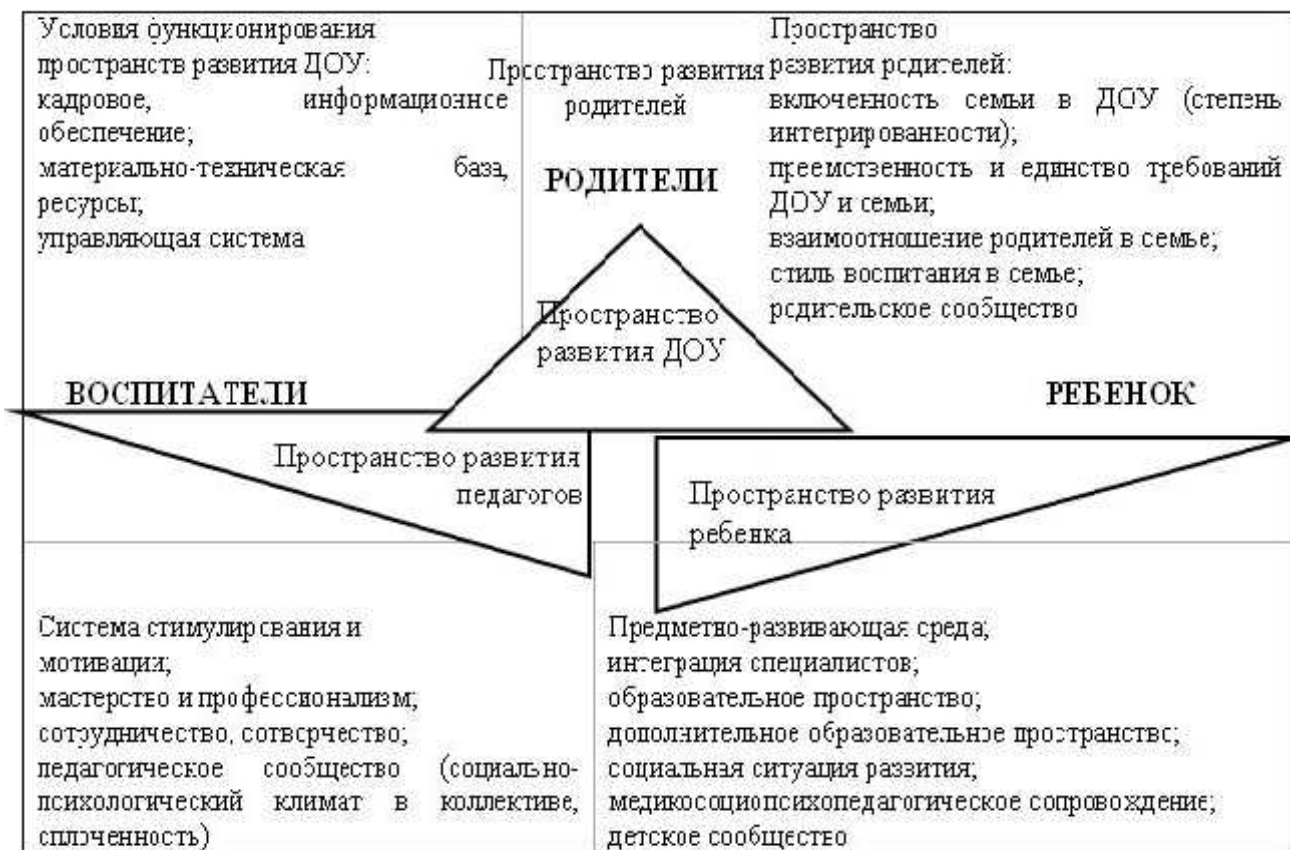 Условия функционирования
пространств развития ДОУ:
кадровое, информационное
обеспечение;
материально-техническая база,
ресурсы;
управляющая система
Пространство развития
родителей
РОДИТЕЛИ
Пространство
развития родителей:
включенность семьи в ДОУ (степень
интегрированности);
преемственность и единство требований
ДОУ и семьи;
взаимоотношение родителей в семье;
стиль воспитания в семье;
родительское сообщество
Пространство
развития ДОУ
ВОСПИТАТЕЛИ
РЕБЕНОК
Пространство развития
педагогов
Пространство развития
ребенка
Система стимулирования и
мотивации;
мастерство и профессионализм;
сотрудничество, сотворчество;
педагогическое сообщество (социально-
психологический климат в коллективе,
сплоченность)
Предметно-развивающая среда;
интеграция специалистов;
образовательное пространство;
дополнительное образовательное пространство;
социальная ситуация развития;
медикосоциопсихопедагогическое сопровождение;
детское сообщество